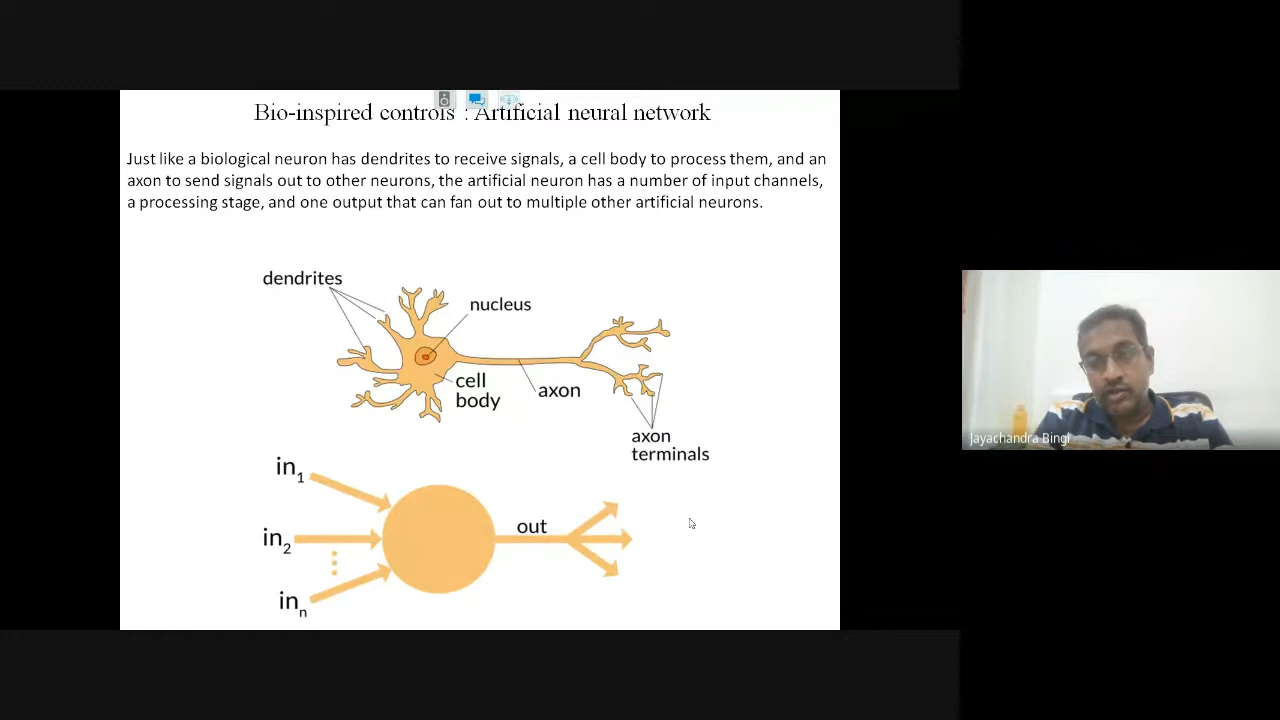 Bio-inspired controls : Artificial neural network
Just like a biological neuron has dendrites to receive signals, a cell body to process them, and an
axon to send signals out to other neurons, the artificial neuron has a number of input channels,
a processing stage, and one output that can fan out to multiple other artificial neurons.
dendrites
nucleus
cell
body
axon
axon
terminals
Jayachandra Bingi
in1
out
in2
inn